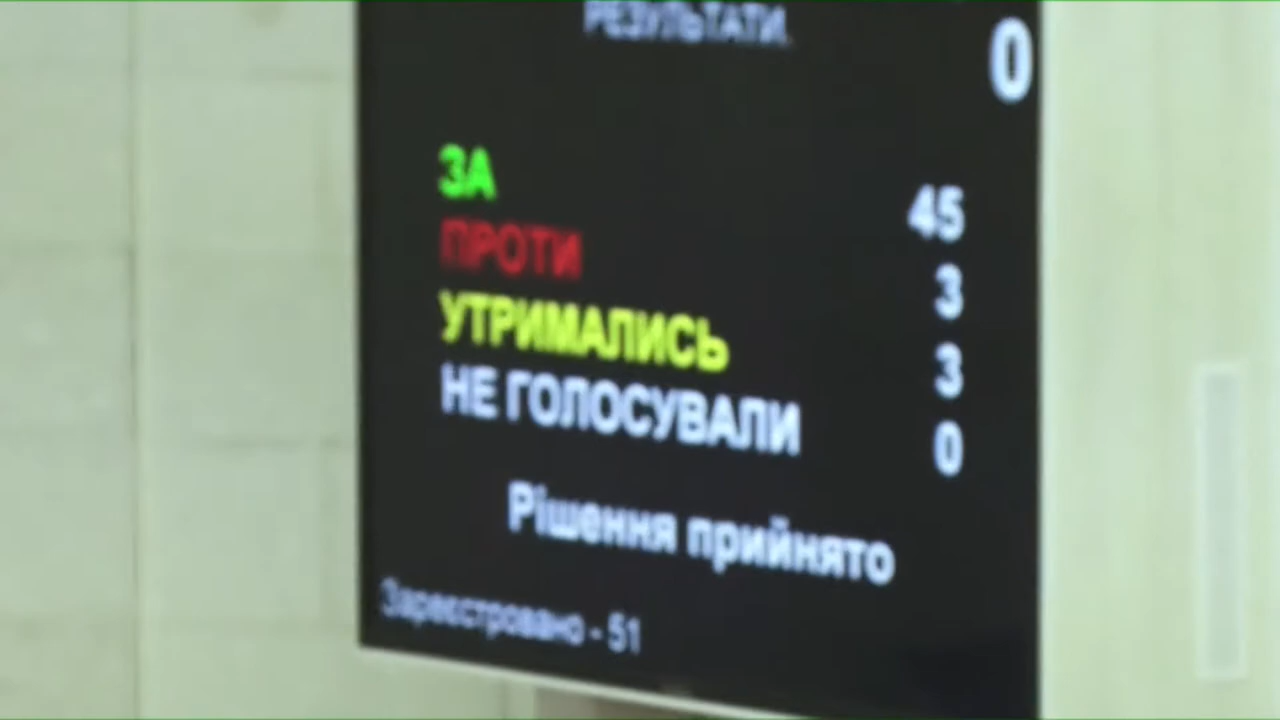 РЕЗУЛЬТАТИ.
0
ЗА 45
ПРОТИ 3
УТРИМАЛИСЬ 3
НЕ ГОЛОСУВАЛИ 0
Рішення прийнято
Зареєстровано - 51